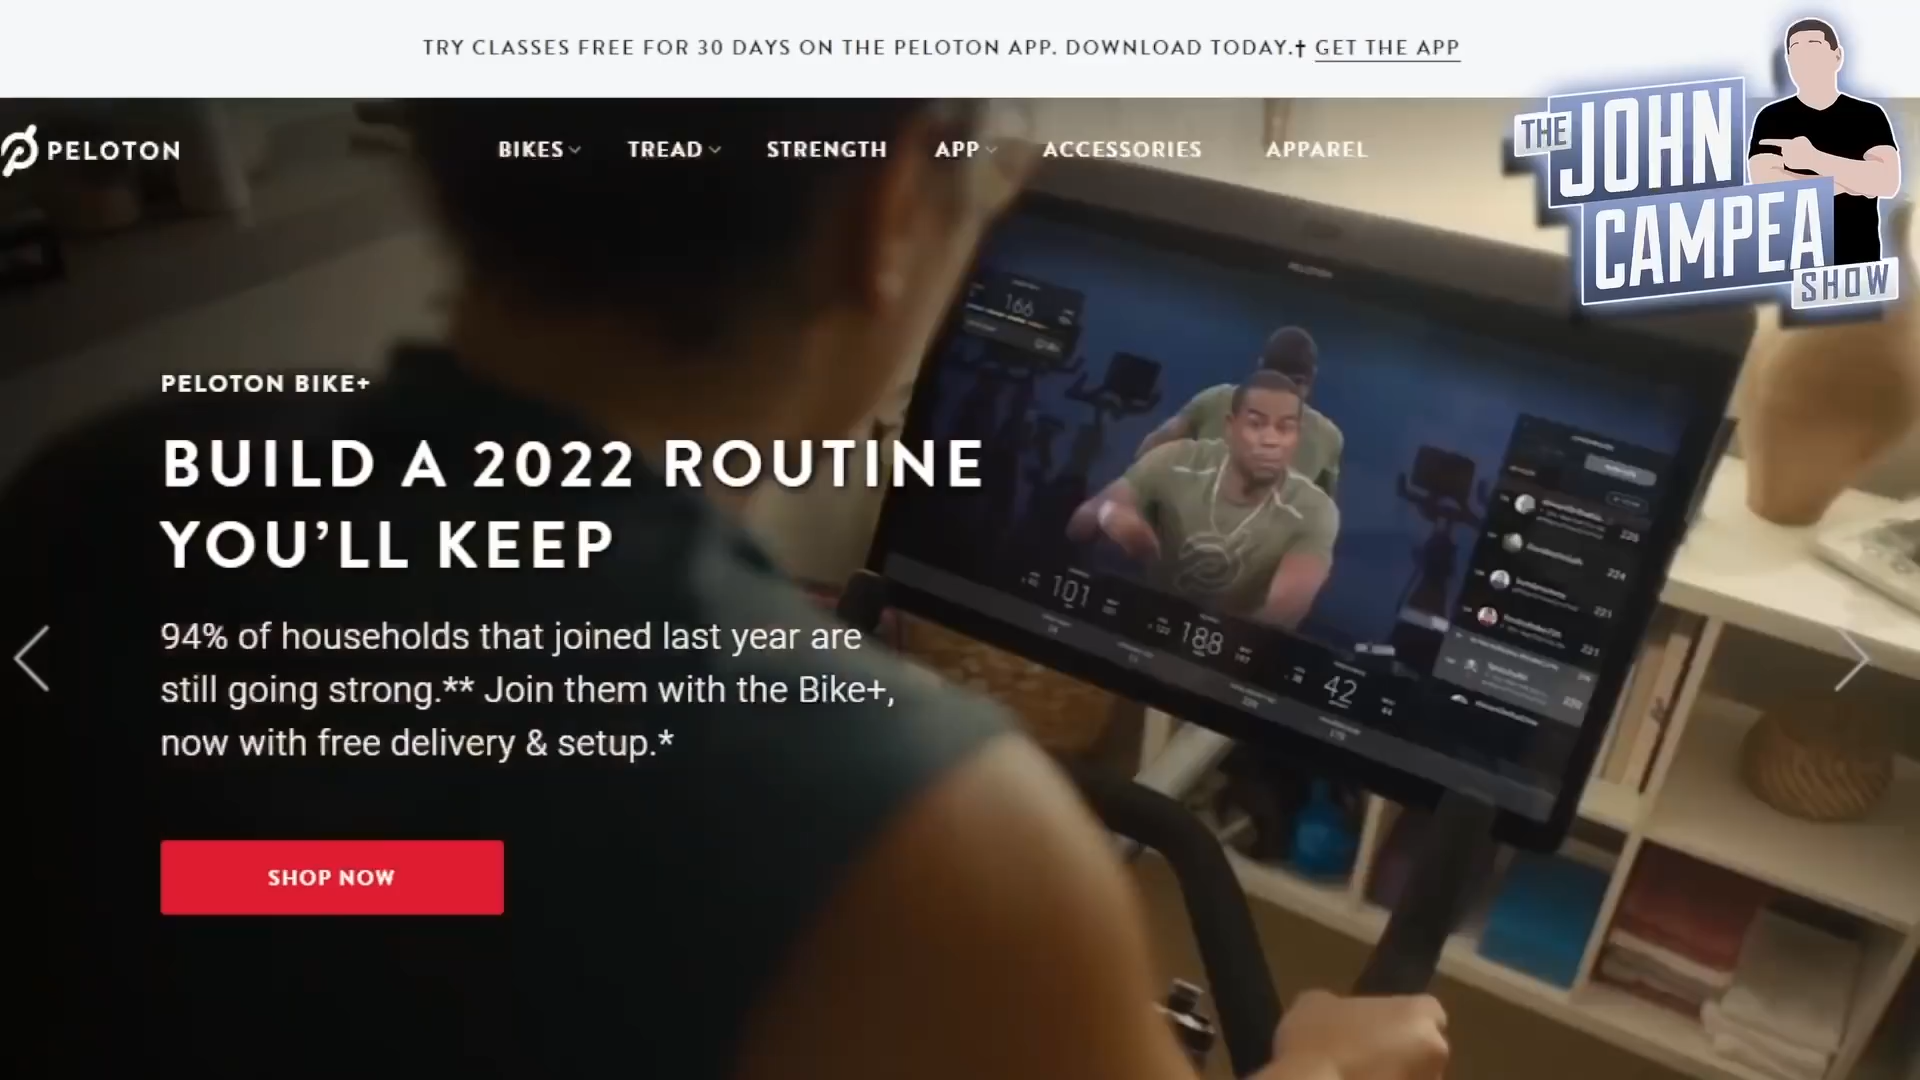 TRY CLASSES FREE FOR 30 DAYS ON THE PELOTON APP. DOWNLOAD TODAY.† GET THE APP
THE
JOHN
CAMPEA
SHOW
PELOTON
BIKES
TREAD
STRENGTH
APP
ACCESSORIES
APPAREL
PELOTON BIKE+
BUILD A 2022 ROUTINE
YOU’LL KEEP
94% of households that joined last year are
still going strong.** Join them with the Bike+,
now with free delivery & setup.*
SHOP NOW
166
101
188
42